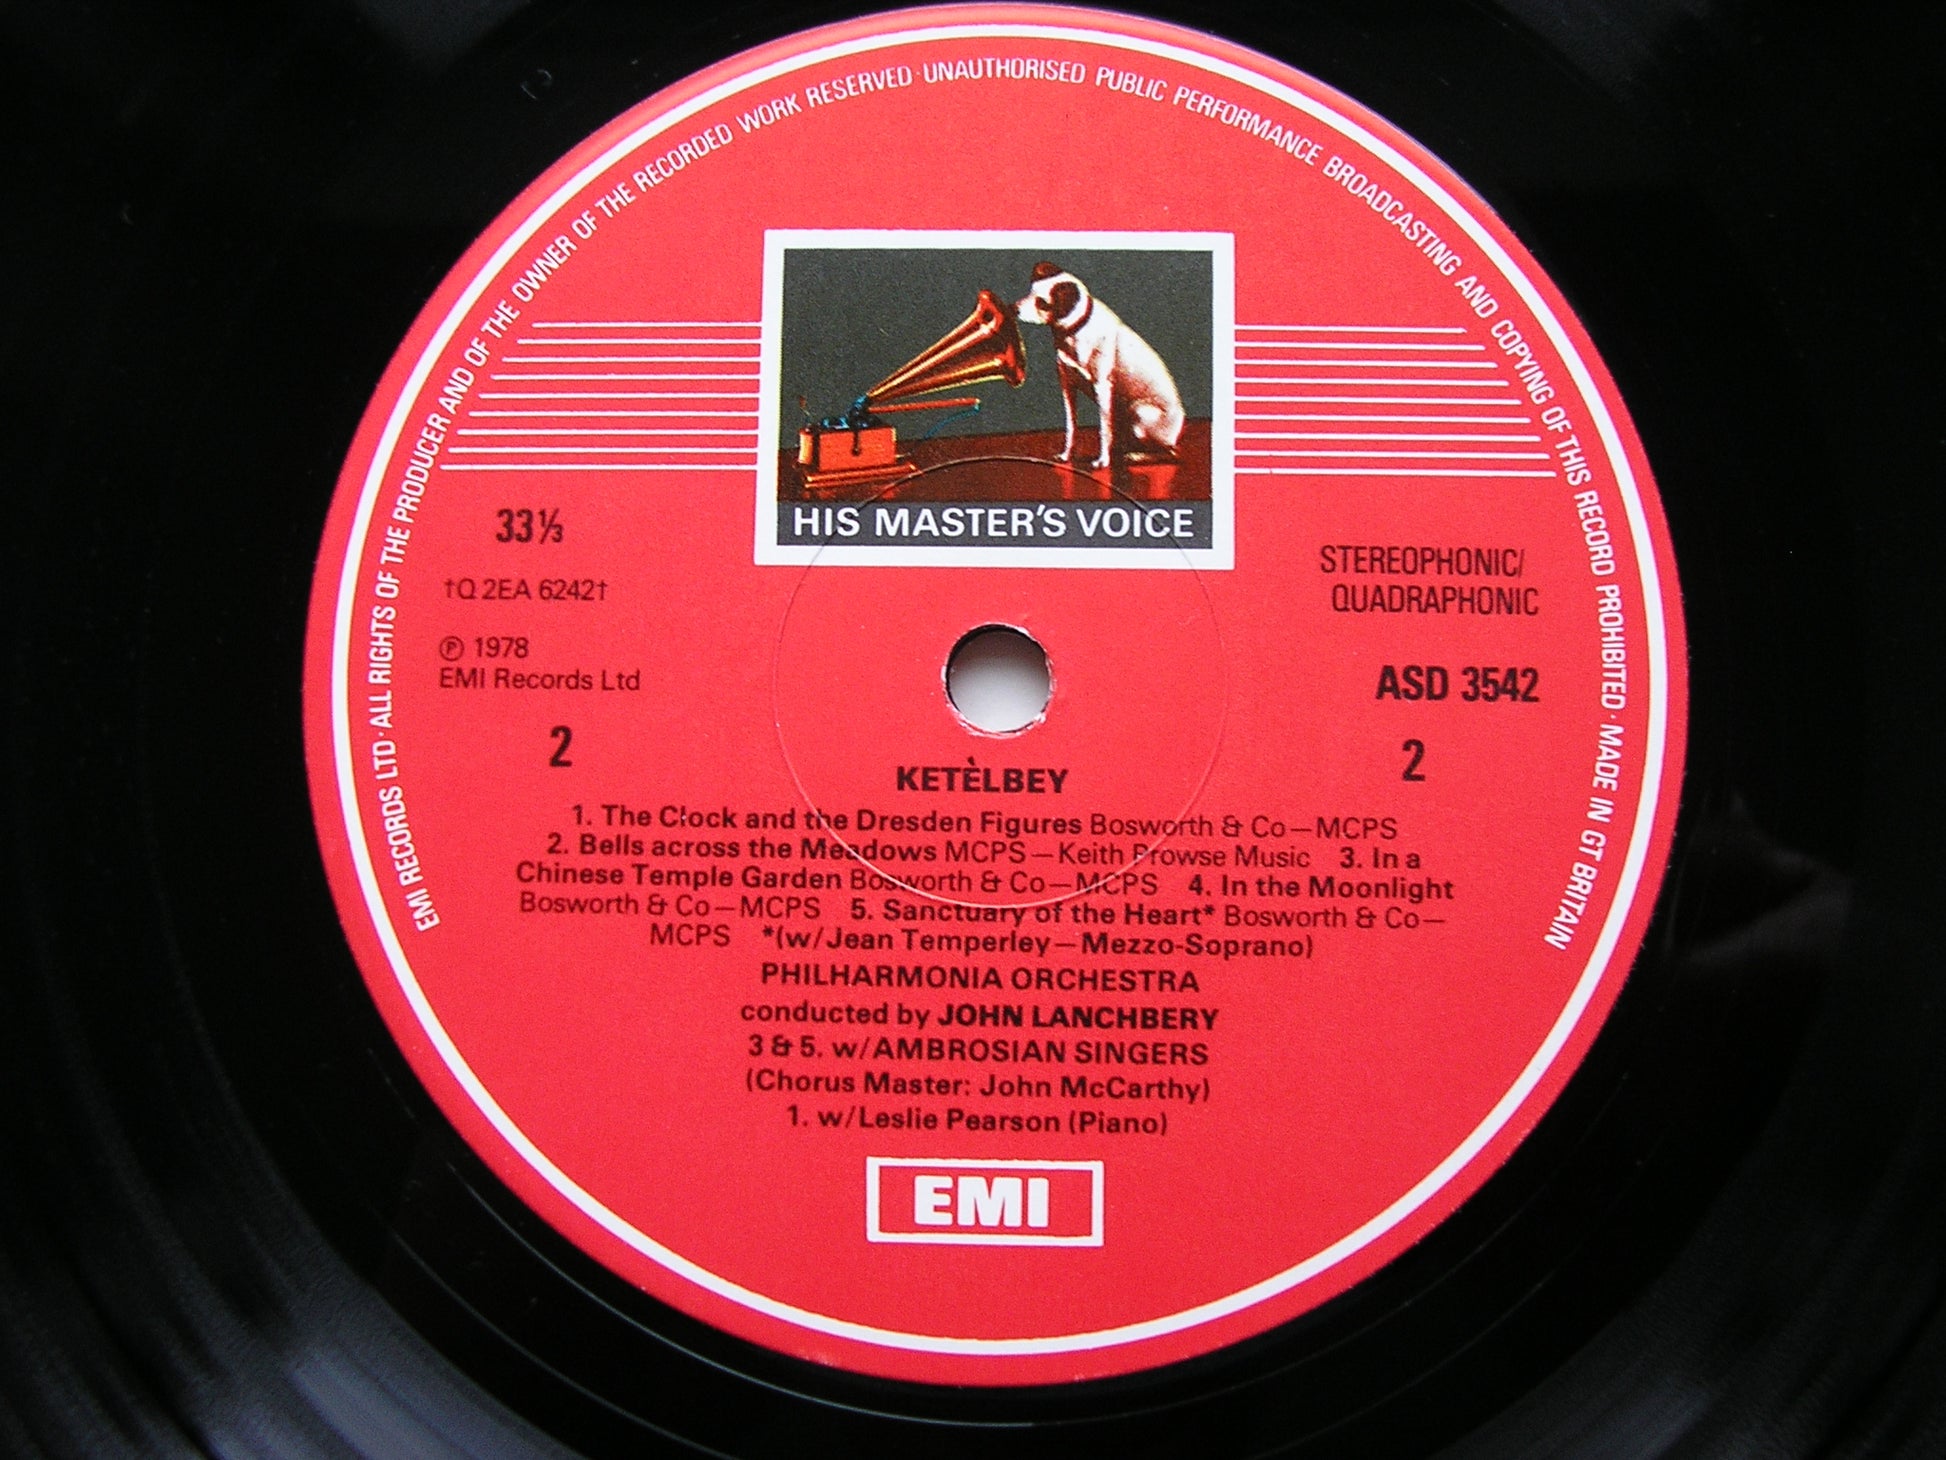 EMI RECORDS LTD · ALL RIGHTS OF THE PRODUCER AND OF THE OWNER OF THE RECORDED WORK RESERVED · UNAUTHORISED PUBLIC PERFORMANCE BROADCASTING AND COPYING OF THIS RECORD PROHIBITED · MADE IN GT BRITAIN
HIS MASTER'S VOICE
33⅓
†Q 2EA 6242†
℗ 1978
EMI Records Ltd
2
STEREOPHONIC/
QUADRAPHONIC
ASD 3542
2
KETÈLBEY
1. The Clock and the Dresden Figures Bosworth & Co—MCPS
2. Bells across the Meadows MCPS—Keith Prowse Music 3. In a
Chinese Temple Garden Bosworth & Co—MCPS 4. In the Moonlight
Bosworth & Co—MCPS 5. Sanctuary of the Heart* Bosworth & Co—
MCPS *(w/Jean Temperley—Mezzo-Soprano)
PHILHARMONIA ORCHESTRA
conducted by JOHN LANCHBERY
3 & 5. w/AMBROSIAN SINGERS
(Chorus Master: John McCarthy)
1. w/Leslie Pearson (Piano)
EMI